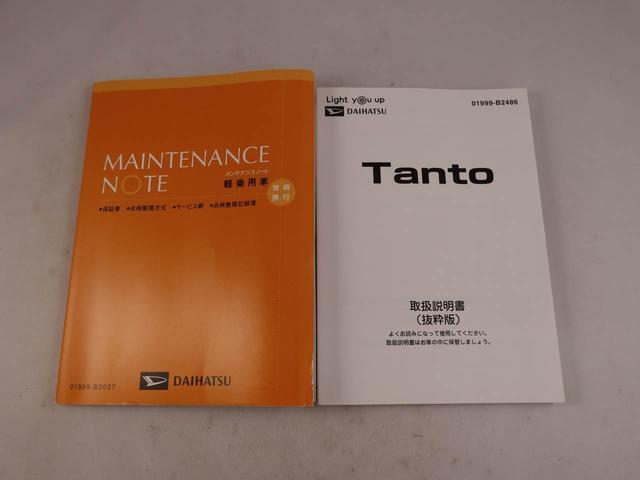 MAINTENANCE
NOTE
メンテナンスノート
軽乗用車
常時
携行
●保証書 ●点検整備方式 ●サービス網 ●点検整備記録簿
01989-B2027
DAIHATSU
Light you up
DAIHATSU
01999-B2486
Tanto
取扱説明書
（抜粋版）
よくお読みになって使用してください。
取扱説明書はお車の中に保管しましょう。